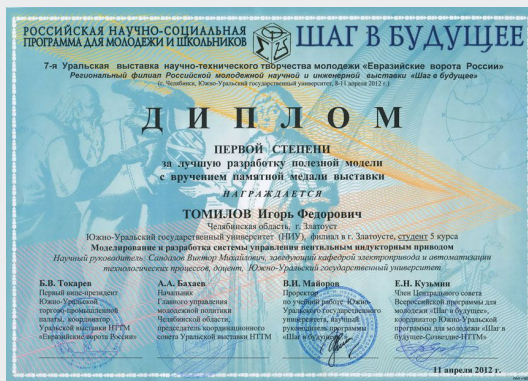 РОССИЙСКАЯ НАУЧНО-СОЦИАЛЬНАЯ
ПРОГРАММА ДЛЯ МОЛОДЕЖИ И ШКОЛЬНИКОВ
ШАГ В БУДУЩЕЕ
7-я Уральская выставка научно-технического творчества молодежи «Евразийские ворота России»
Региональный филиал Российской молодежной научной и инженерной выставки «Шаг в будущее»
(г. Челябинск, Южно-Уральский государственный университет, 8-11 апреля 2012 г.)
ДИПЛОМ
ПЕРВОЙ СТЕПЕНИ
за лучшую разработку полезной модели
с вручением памятной медали выставки
НАГРАЖДАЕТСЯ
ТОМИЛОВ Игорь Федорович
Челябинская область, г. Златоуст
Южно-Уральский государственный университет (НИУ), филиал в г. Златоусте, студент 5 курса
Моделирование и разработка системы управления вентильным индукторным приводом
Научный руководитель: Сандалов Виктор Михайлович, заведующий кафедрой электропривода и автоматизации
технологических процессов, доцент, Южно-Уральский государственный университет
Б.В. Токарев
Первый вице-президент
Южно-Уральской
торгово-промышленной
палаты, координатор
Уральской выставки НТТМ
«Евразийские ворота России»
А.А. Бахаев
Начальник
Главного управления
молодежной политики
Челябинской области,
председатель координационного
совета Уральской выставки НТТМ
В.И. Майоров
Проректор
по учебной работе Южно-
Уральского государственного
университета, научный
руководитель программы
«Шаг в будущее»
Е.Н. Кузьмин
Член Центрального совета
Всероссийской программы для
молодежи «Шаг в будущее»,
координатор Южно-Уральской
программы для молодежи «Шаг в
будущее-Созвездие-НТТМ»
11 апреля 2012 г.